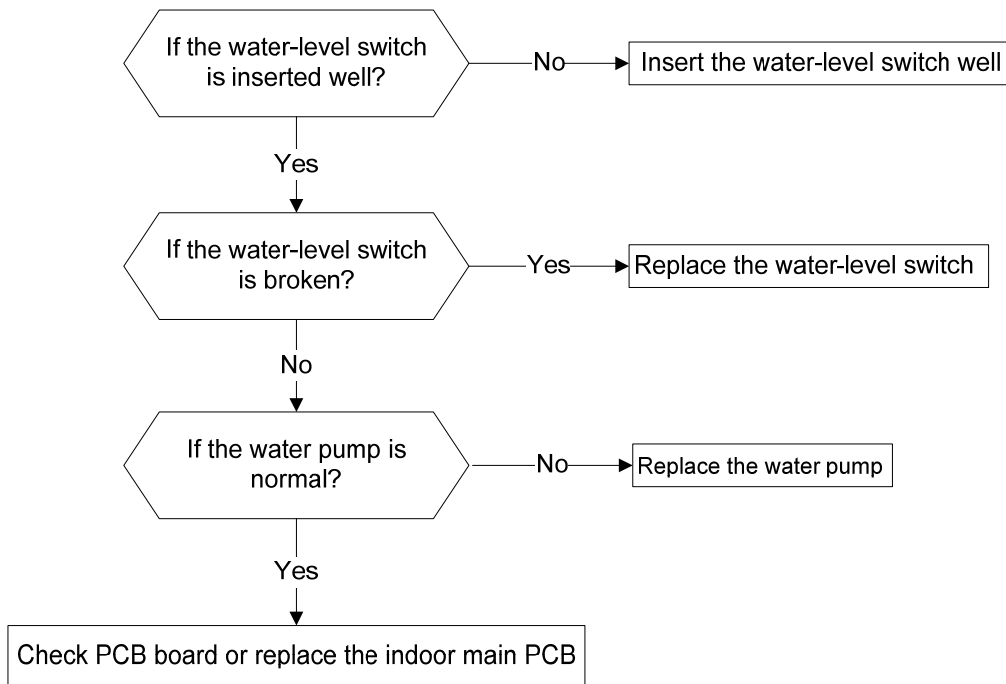 If the water-level switch
is inserted well?
No
Insert the water-level switch well
Yes
If the water-level switch
is broken?
Yes
Replace the water-level switch
No
If the water pump is
normal?
No
Replace the water pump
Yes
Check PCB board or replace the indoor main PCB